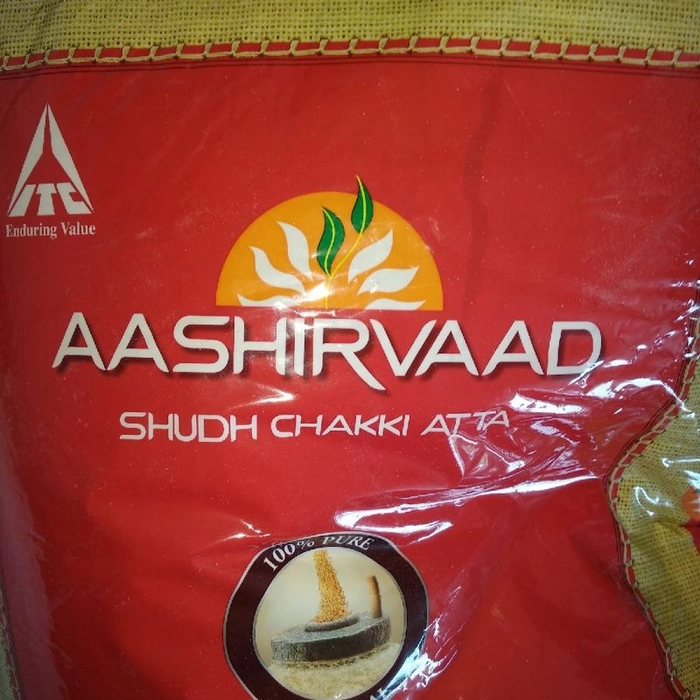 ITC
Enduring Value
AASHIRVAAD
SHUDH CHAKKI ATTA
100% PURE